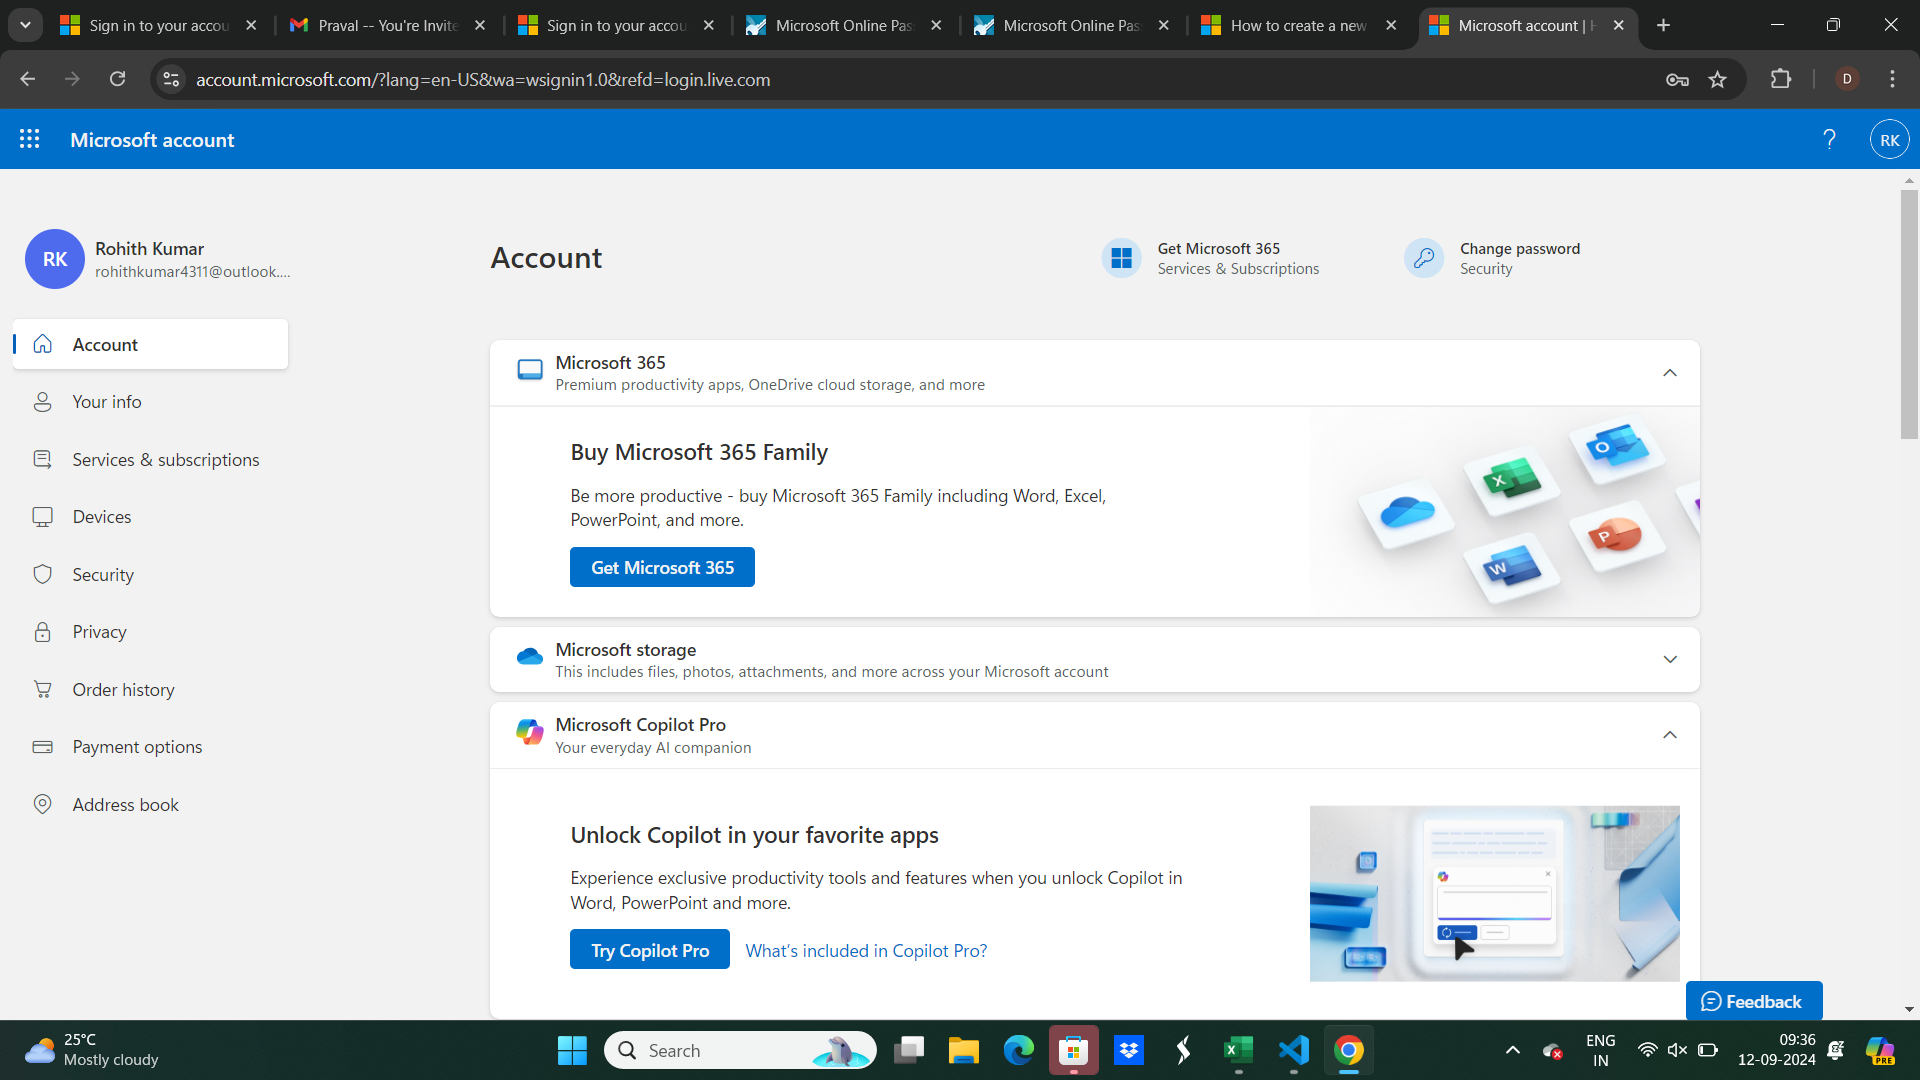 Sign in to your accou
Praval -- You're Invite
Sign in to your accou
Microsoft Online Pas
Microsoft Online Pas
How to create a new
Microsoft account | H
account.microsoft.com/?lang=en-US&wa=wsignin1.0&refd=login.live.com
D
Microsoft account
?
RK
RK
Rohith Kumar
rohithkumar4311@outlook....
Account
Your info
Services & subscriptions
Devices
Security
Privacy
Order history
Payment options
Address book
Account
Get Microsoft 365
Services & Subscriptions
Change password
Security
Microsoft 365
Premium productivity apps, OneDrive cloud storage, and more
Buy Microsoft 365 Family
Be more productive - buy Microsoft 365 Family including Word, Excel,
PowerPoint, and more.
Get Microsoft 365
Microsoft storage
This includes files, photos, attachments, and more across your Microsoft account
Microsoft Copilot Pro
Your everyday AI companion
Unlock Copilot in your favorite apps
Experience exclusive productivity tools and features when you unlock Copilot in
Word, PowerPoint and more.
Try Copilot Pro
What's included in Copilot Pro?
Feedback
25°C
Mostly cloudy
Search
ENG
IN
09:36
12-09-2024
PRE